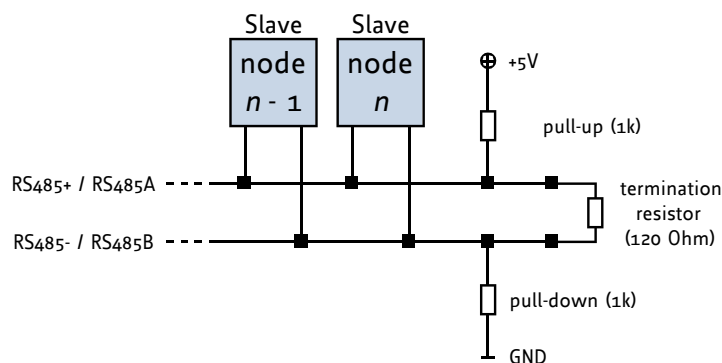 Slave
Slave
node
n - 1
node
n
+5V
pull-up (1k)
RS485+ / RS485A
termination
resistor
(120 Ohm)
RS485- / RS485B
pull-down (1k)
GND